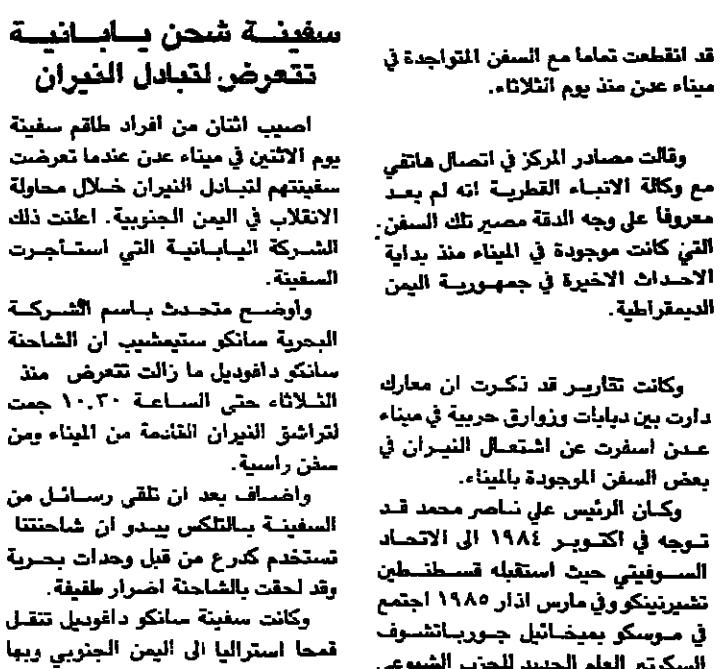 قد انقطعت تماما مع السفن المتواجدة في
ميناء عدن منذ يوم الثلاثاء.
وقالت مصادر المركز في اتصال هاتفي
مع وكالة الانباء القطرية انه لم يعد
معروفا على وجه الدقة مصير تلك السفن
التي كانت موجودة في الميناء منذ بداية
الاحداث الاخيرة في جمهورية اليمن
الديمقراطية.
وكانت تقارير قد ذكرت ان معارك
دارت بين دبابات وزوارق حربية في ميناء
عدن اسفرت عن اشتعال النيران في
بعض السفن الموجودة بالميناء.
وكان الرئيس علي ناصر محمد قد
توجه في اكتوبر ١٩٨٤ الى الاتحاد
السوفيتي حيث استقبله قسطنطين
تشيرنينكو وفي مارس اذار ١٩٨٥ اجتمع
في موسكو بميخائيل جورباتشوف
السكرتير العام الجديد للحزب الشيوعي
سفينة شحن يابانية
تتعرض لتبادل النيران
اصيب اثنان من افراد طاقم سفينة
يوم الاثنين في ميناء عدن عندما تعرضت
سفينتهم لتبادل النيران خلال محاولة
الانقلاب في اليمن الجنوبية. اعلنت ذلك
الشركة اليابانية التي استأجرت
السفينة.
وأوضح متحدث باسم الشركة
البحرية سانكو ستيمشيب ان الشاحنة
سانكو دافوديل ما زالت تتعرض منذ
الثلاثاء حتى الساعة ١٠,٣٠ جمت
لتراشق النيران القادمة من الميناء ومن
سفن راسية.
واضاف بعد ان تلقى رسائل من
السفينة بالتلكس يبدو ان شاحنتنا
تستخدم كدرع من قبل وحدات بحرية
وقد لحقت بالشاحنة اضرار طفيفة.
وكانت سفينة سانكو دافوديل تنقل
قمحا استراليا الى اليمن الجنوبي وبها